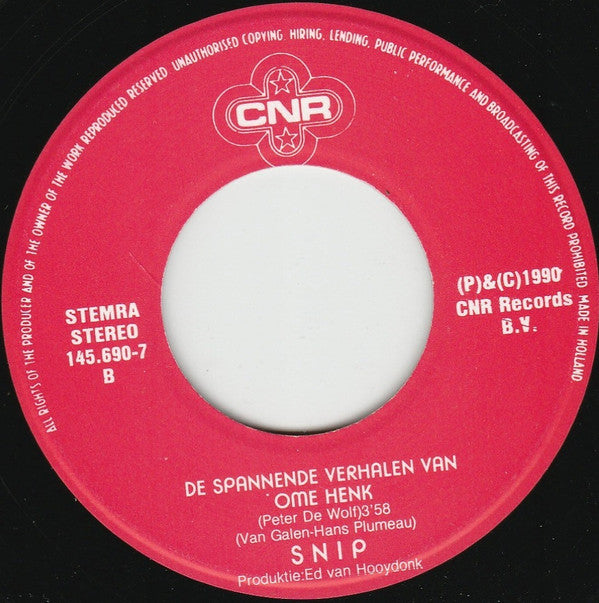 ALL RIGHTS OF THE PRODUCER AND OF THE OWNER OF THE WORK REPRODUCED RESERVED. UNAUTHORISED COPYING, HIRING, LENDING, PUBLIC PERFORMANCE AND BROADCASTING OF THIS RECORD PROHIBITED MADE IN HOLLAND
CNR
STEMRA
STEREO
145.690-7
B
(P)&(C)1990
CNR Records
B.V.
DE SPANNENDE VERHALEN VAN
OME HENK
(Peter De Wolf)3'58
(Van Galen-Hans Plumeau)
SNIP
Produktie:Ed van Hooydonk